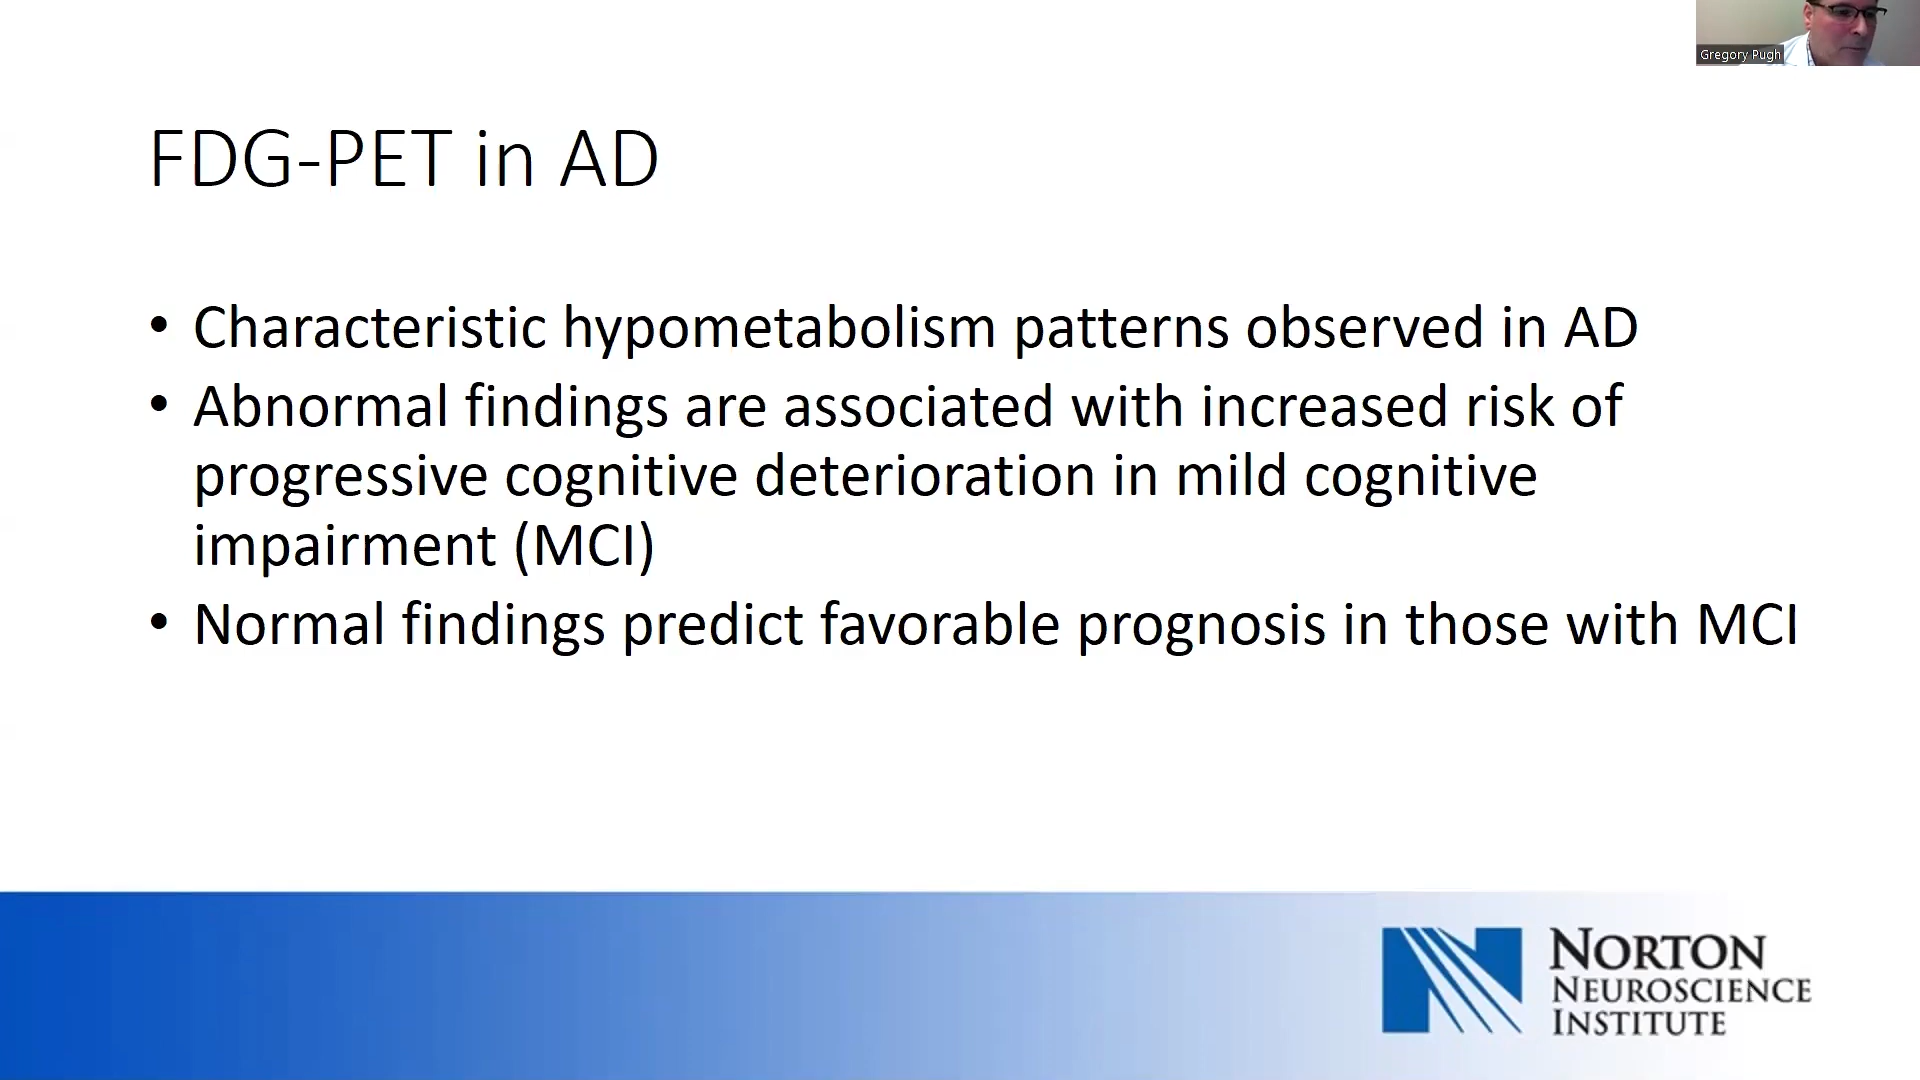 Gregory Pugh
FDG-PET in AD
• Characteristic hypometabolism patterns observed in AD
• Abnormal findings are associated with increased risk of
progressive cognitive deterioration in mild cognitive
impairment (MCI)
• Normal findings predict favorable prognosis in those with MCI
NORTON
NEUROSCIENCE
INSTITUTE